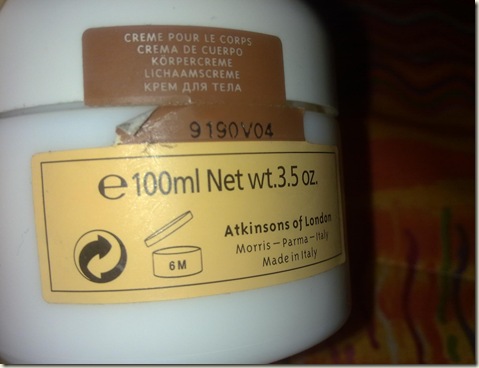 CREME POUR LE CORPS
CREMA DE CUERPO
KÖRPERCREME
LICHAAMSCREME
КРЕМ ДЛЯ ТЕЛА
9190V04
℮100ml Net wt.3.5 oz.
Atkinsons of London
Morris – Parma – Italy
Made in Italy
6M